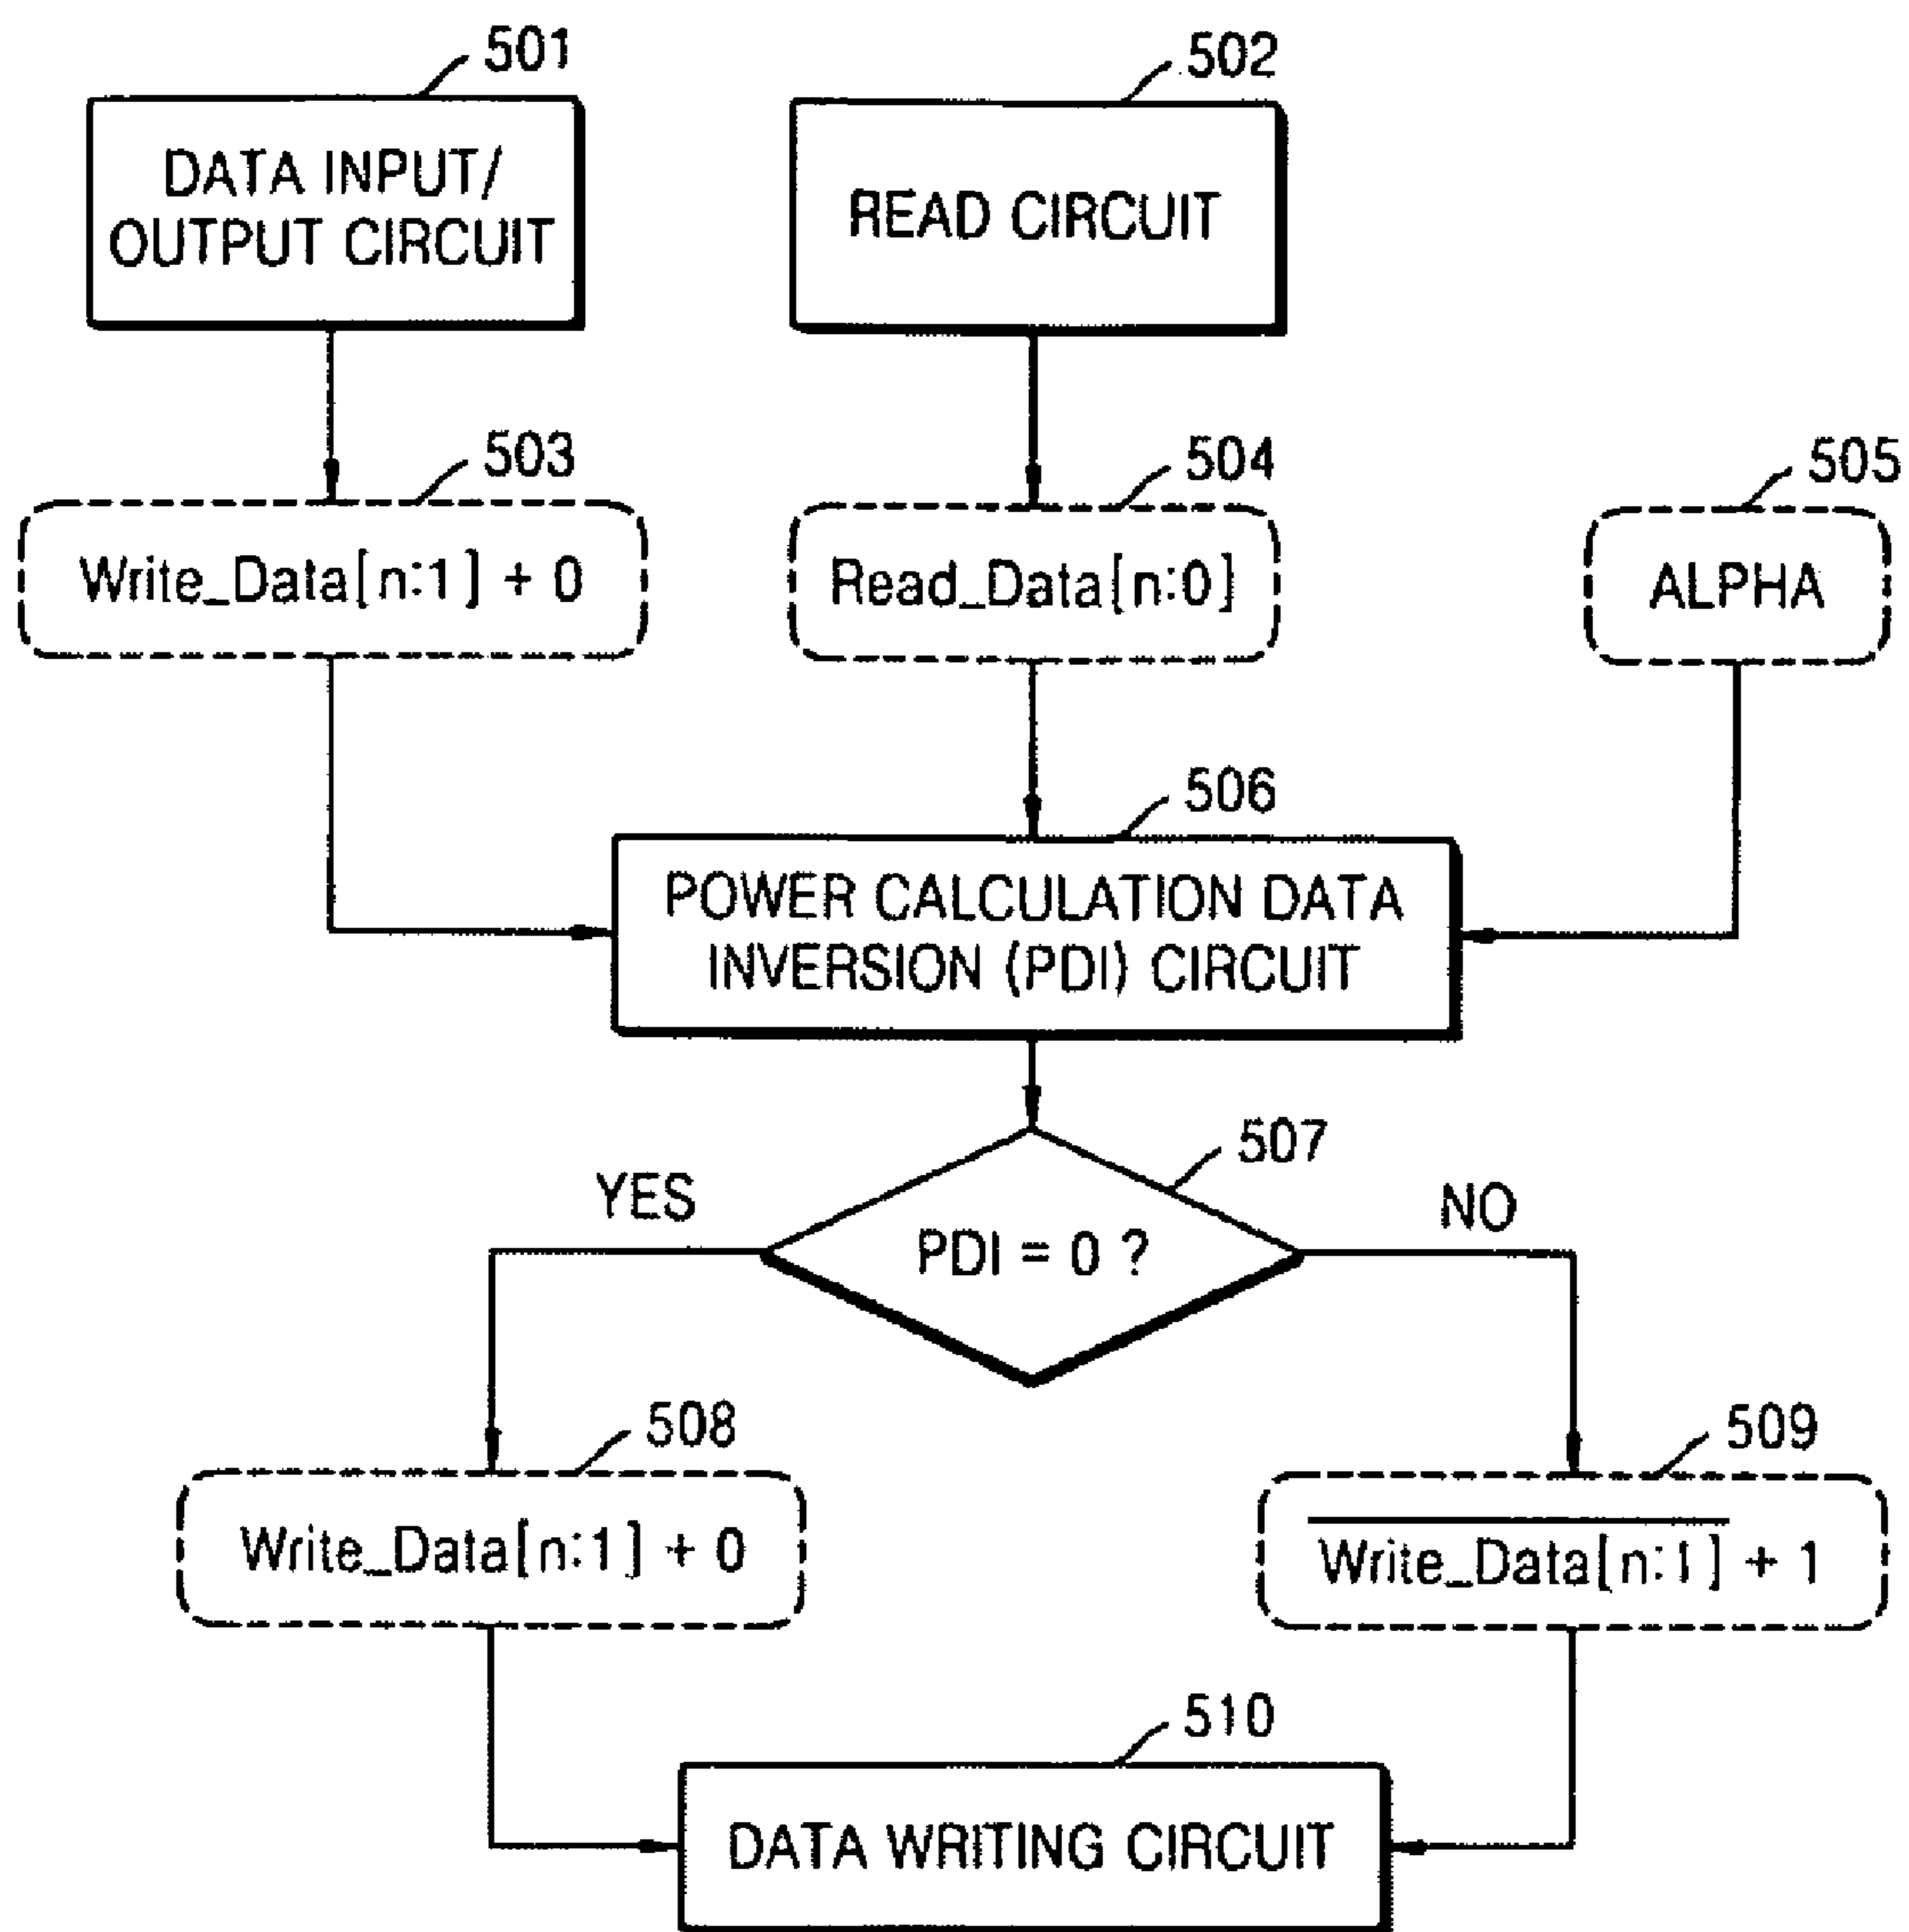 501
502
DATA INPUT/
OUTPUT CIRCUIT
READ CIRCUIT
503
504
505
Write_Data[n:1] + 0
Read_Data[n:0]
ALPHA
506
POWER CALCULATION DATA
INVERSION (PDI) CIRCUIT
507
YES
NO
PDI = 0 ?
508
509
Write_Data[n:1] + 0
W̅r̅i̅t̅e̅_̅D̅a̅t̅a̅[̅n̅:̅1̅]̅ + 1
510
DATA WRITING CIRCUIT